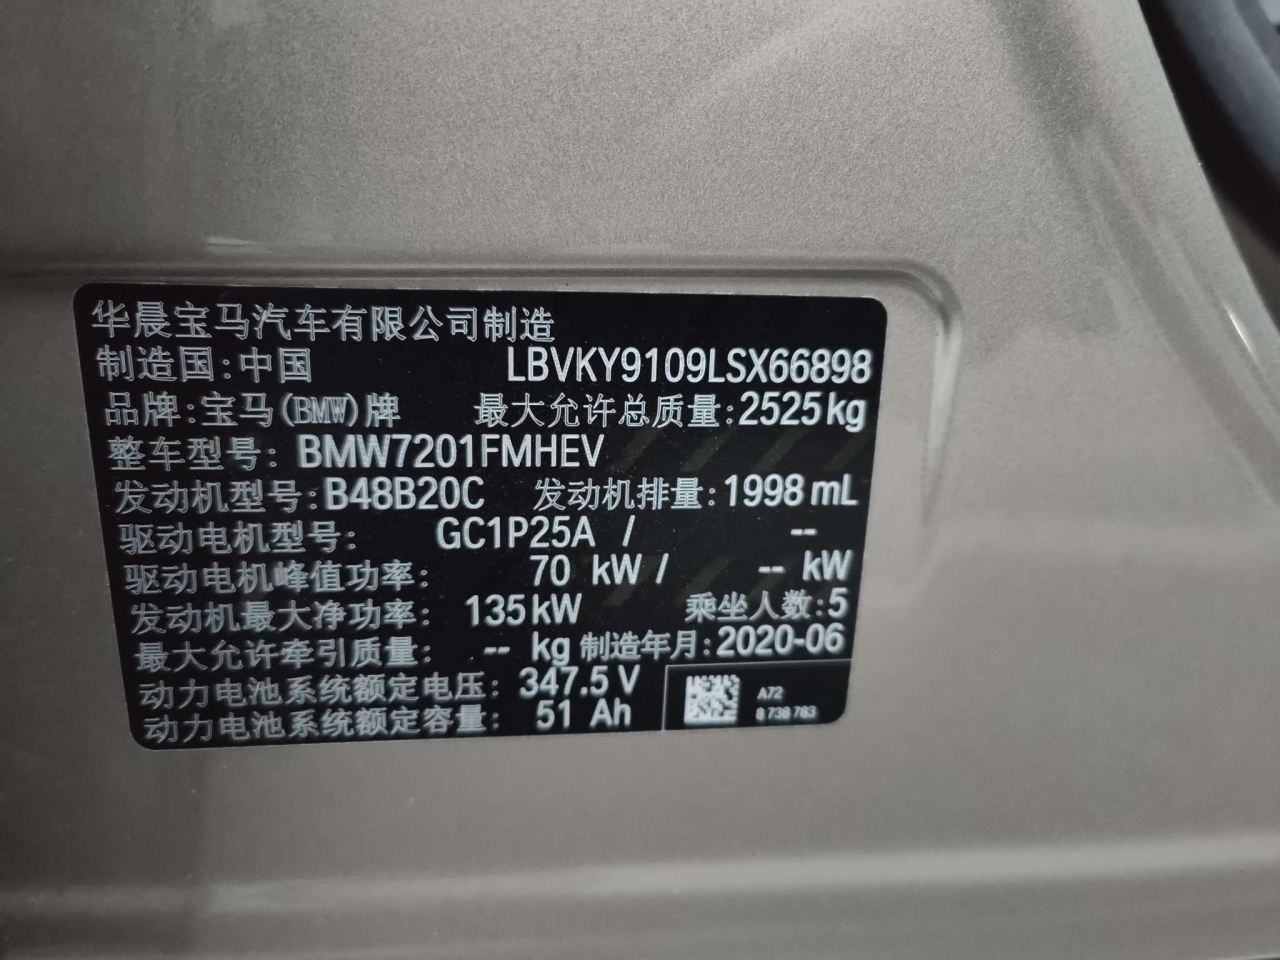 华晨宝马汽车有限公司制造
制造国:中国 LBVKY9109LSX66898
品牌:宝马(BMW)牌 最大允许总质量:2525kg
整车型号: BMW7201FMHEV
发动机型号:B48B20C 发动机排量:1998mL
驱动电机型号: GC1P25A / --
驱动电机峰值功率: 70 kW / -- kW
发动机最大净功率: 135kW 乘坐人数:5
最大允许牵引质量: -- kg 制造年月:2020-06
动力电池系统额定电压: 347.5 V
动力电池系统额定容量: 51 Ah
A72
8 738 783